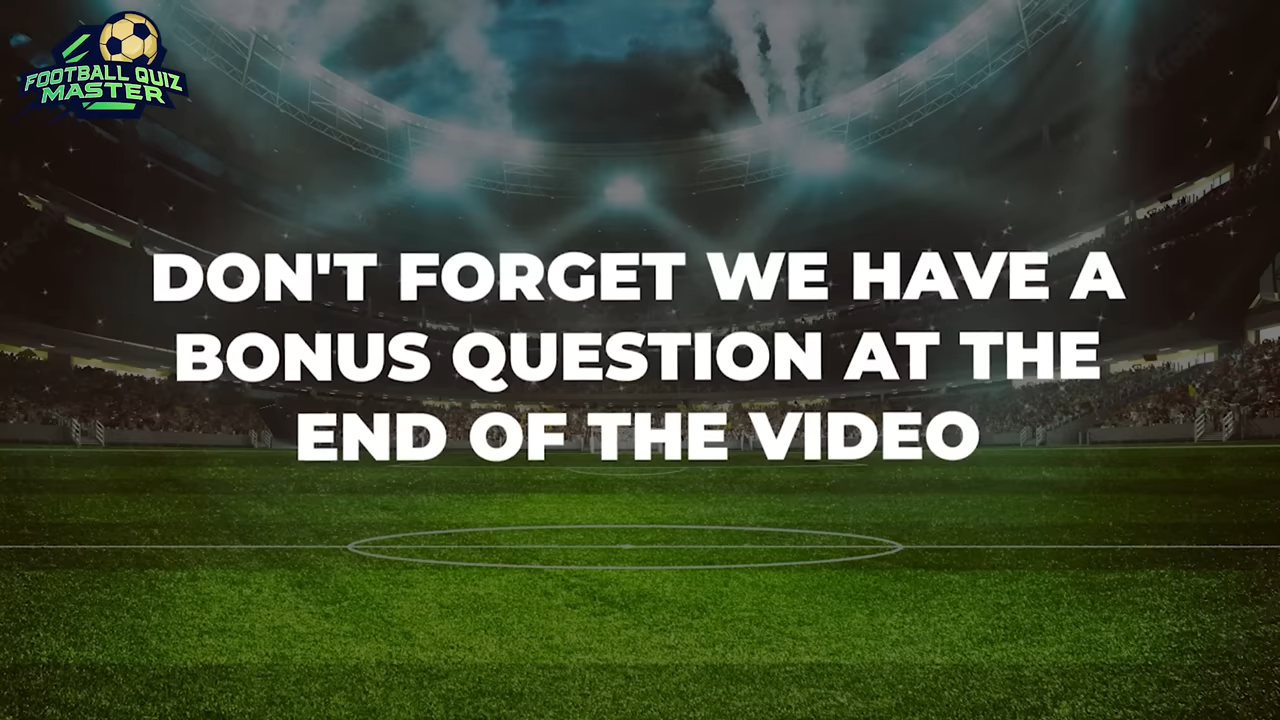 FOOTBALL QUIZ
MASTER
DON'T FORGET WE HAVE A
BONUS QUESTION AT THE
END OF THE VIDEO